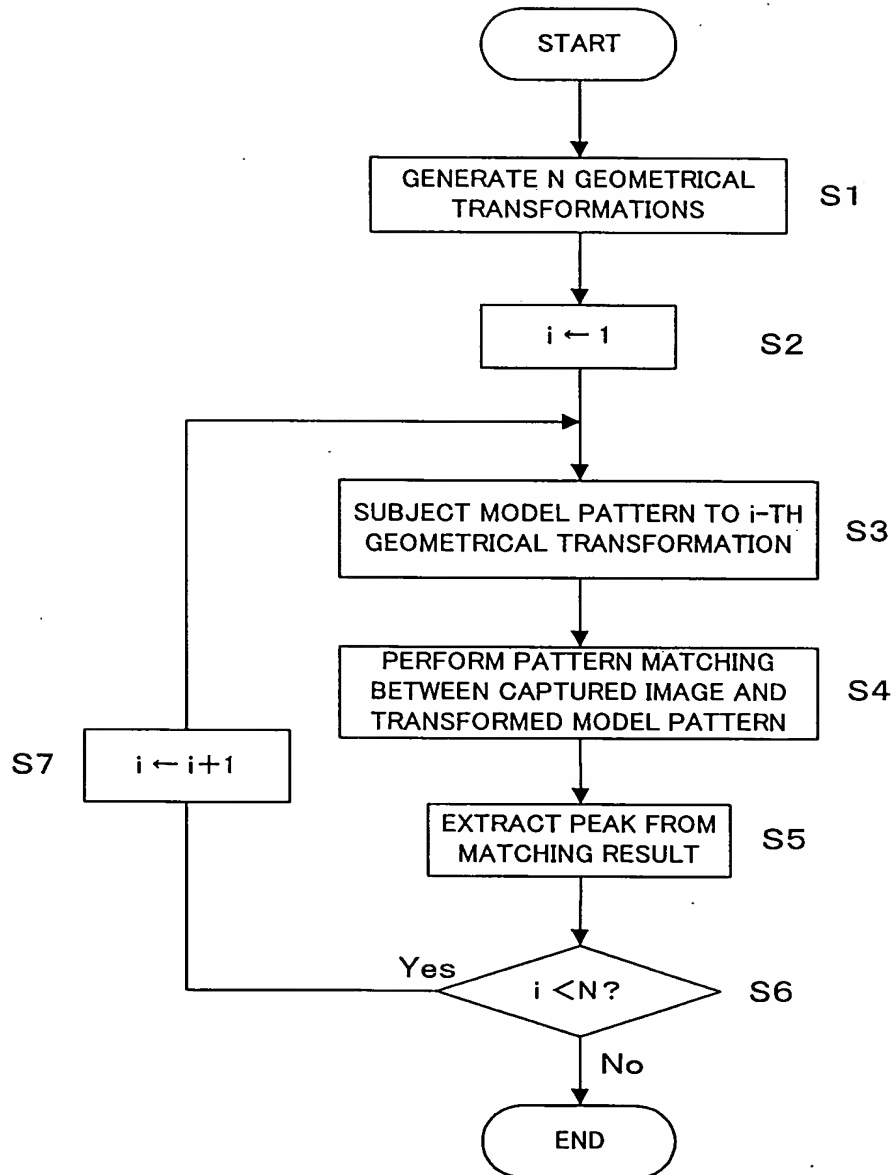 START
GENERATE N GEOMETRICAL
TRANSFORMATIONS
S1
i ← 1
S2
SUBJECT MODEL PATTERN TO i-TH
GEOMETRICAL TRANSFORMATION
S3
PERFORM PATTERN MATCHING
BETWEEN CAPTURED IMAGE AND
TRANSFORMED MODEL PATTERN
S4
S7
i ← i+1
EXTRACT PEAK FROM
MATCHING RESULT
S5
Yes
i <N?
S6
No
END